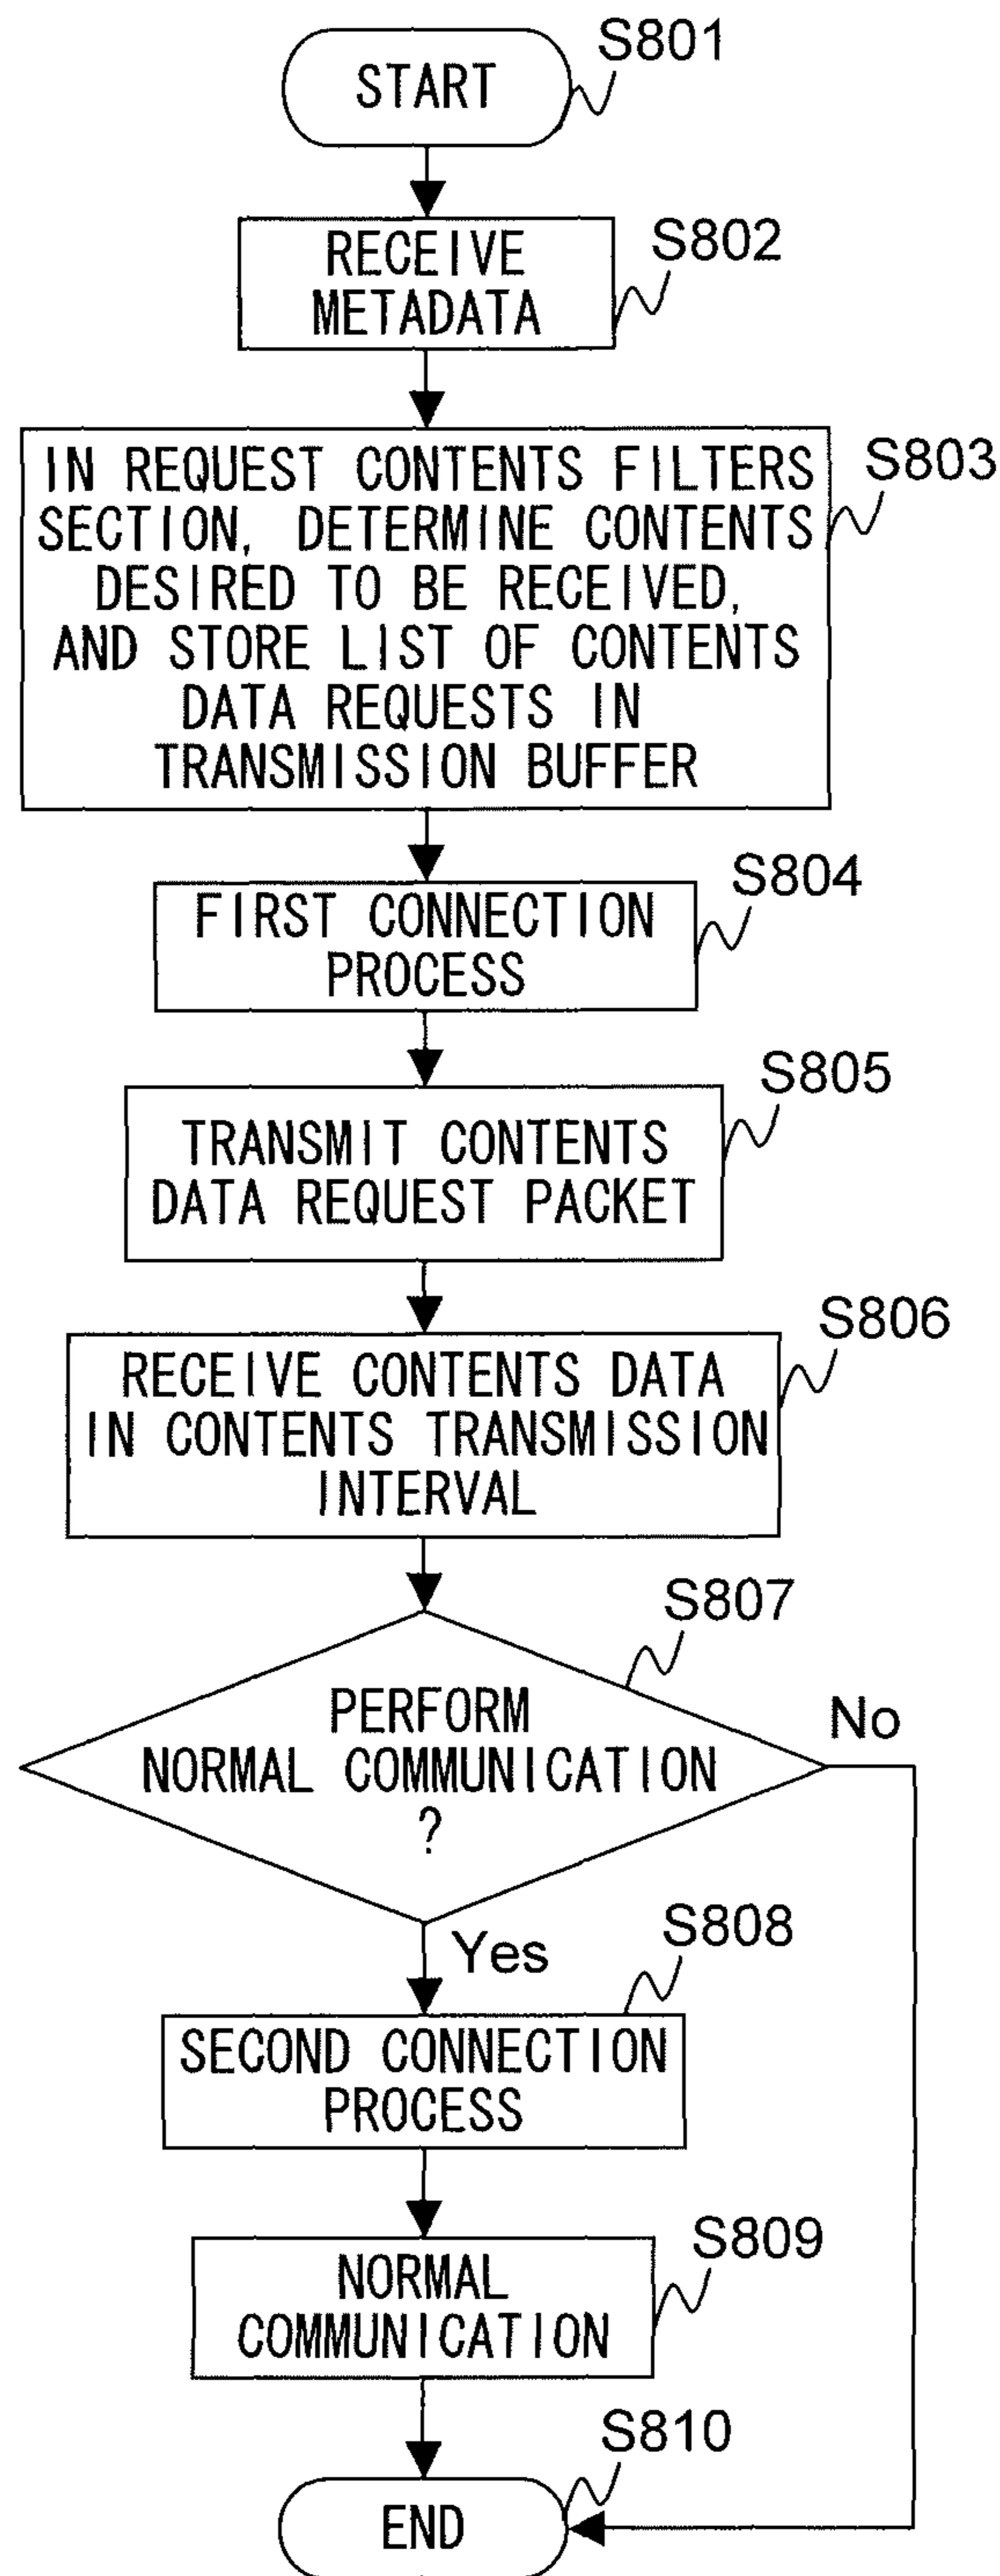 S801
START
S802
RECEIVE
METADATA
S803
IN REQUEST CONTENTS FILTERS
SECTION, DETERMINE CONTENTS
DESIRED TO BE RECEIVED,
AND STORE LIST OF CONTENTS
DATA REQUESTS IN
TRANSMISSION BUFFER
S804
FIRST CONNECTION
PROCESS
S805
TRANSMIT CONTENTS
DATA REQUEST PACKET
S806
RECEIVE CONTENTS DATA
IN CONTENTS TRANSMISSION
INTERVAL
S807
PERFORM
NORMAL COMMUNICATION
?
No
Yes
S808
SECOND CONNECTION
PROCESS
S809
NORMAL
COMMUNICATION
S810
END